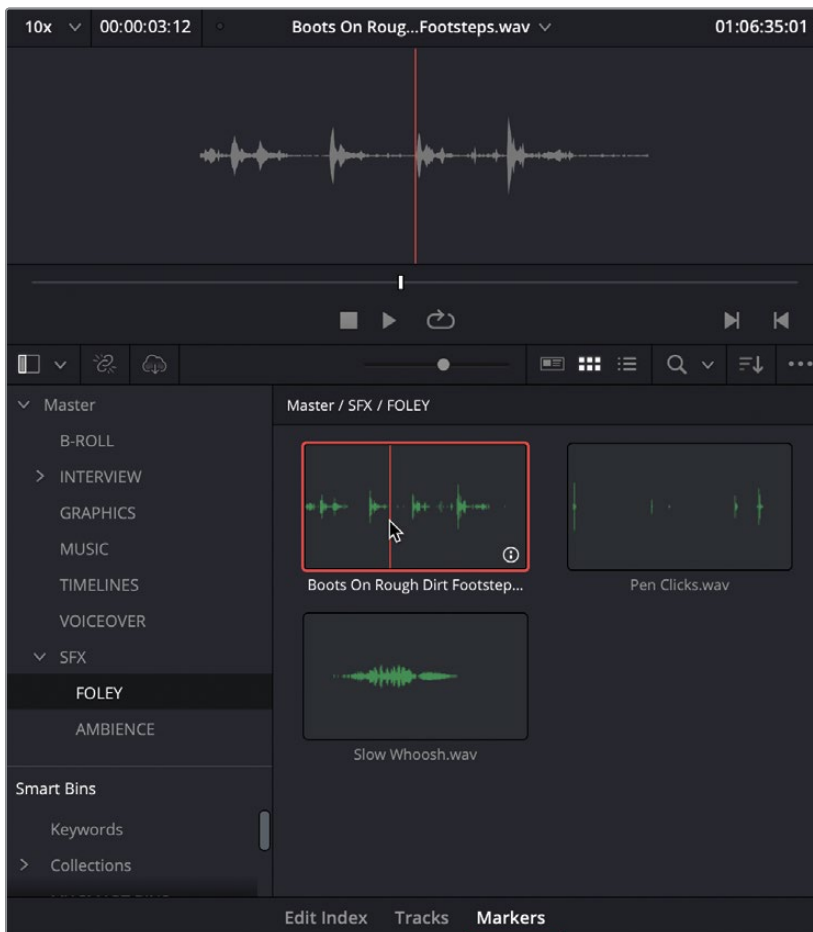 10x 00:00:03:12 Boots On Roug...Footsteps.wav 01:06:35:01
Master
B-ROLL
INTERVIEW
GRAPHICS
MUSIC
TIMELINES
VOICEOVER
SFX
FOLEY
AMBIENCE
Smart Bins
Keywords
Collections
Master / SFX / FOLEY
Boots On Rough Dirt Footstep...
Pen Clicks.wav
Slow Whoosh.wav
Edit Index Tracks Markers